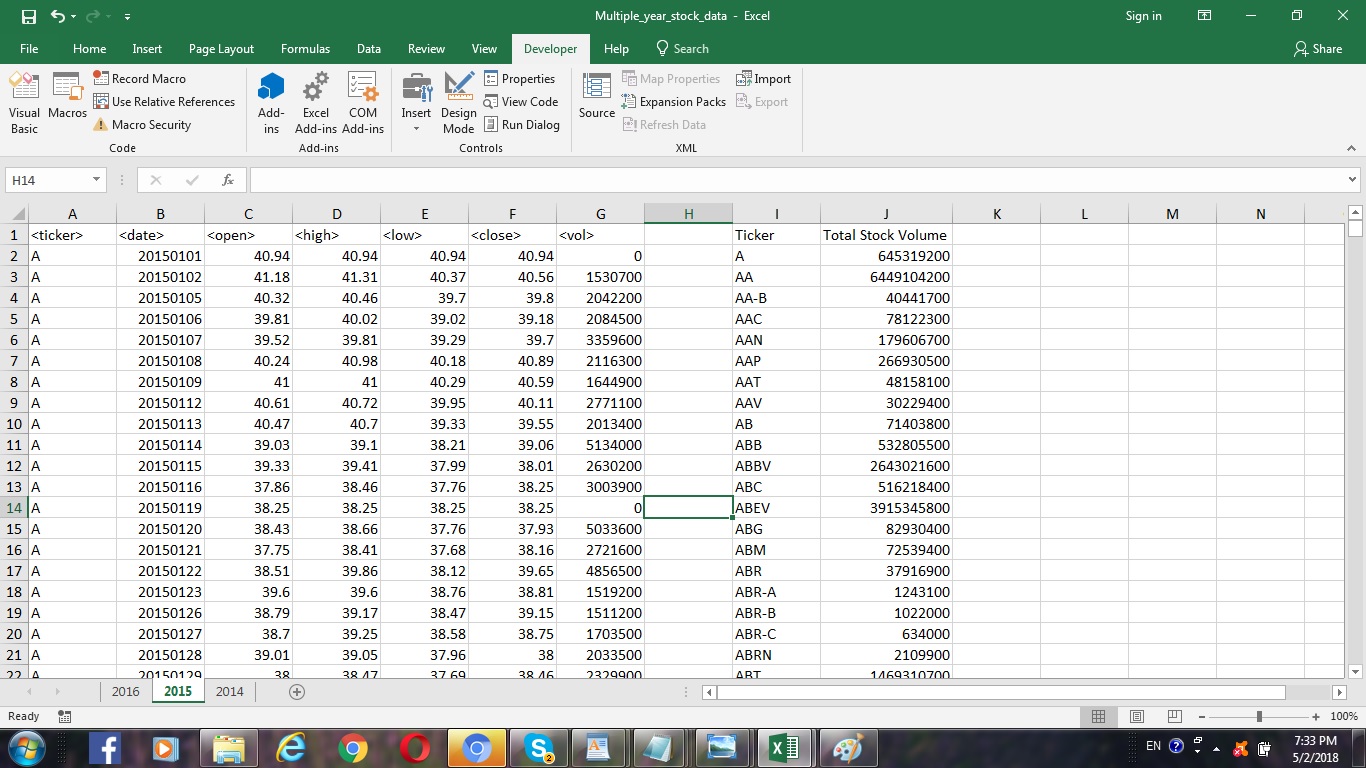 Multiple_year_stock_data - Excel
Sign in
File Home Insert Page Layout Formulas Data Review View Developer Help Search Share
Visual Basic
Macros
Record Macro
Use Relative References
Macro Security
Code
Add-ins
Excel Add-ins
COM Add-ins
Add-ins
Insert
Design Mode
Properties
View Code
Run Dialog
Controls
Source
Map Properties
Expansion Packs
Refresh Data
Import
Export
XML
H14
fx
A B C D E F G H I J K L M N
1 <ticker> <date> <open> <high> <low> <close> <vol> Ticker Total Stock Volume
2 A 20150101 40.94 40.94 40.94 40.94 0 A 645319200
3 A 20150102 41.18 41.31 40.37 40.56 1530700 AA 6449104200
4 A 20150105 40.32 40.46 39.7 39.8 2042200 AA-B 40441700
5 A 20150106 39.81 40.02 39.02 39.18 2084500 AAC 78122300
6 A 20150107 39.52 39.81 39.29 39.7 3359600 AAN 179606700
7 A 20150108 40.24 40.98 40.18 40.89 2116300 AAP 266930500
8 A 20150109 41 41 40.29 40.59 1644900 AAT 48158100
9 A 20150112 40.61 40.72 39.95 40.11 2771100 AAV 30229400
10 A 20150113 40.47 40.7 39.33 39.55 2013400 AB 71403800
11 A 20150114 39.03 39.1 38.21 39.06 5134000 ABB 532805500
12 A 20150115 39.33 39.41 37.99 38.01 2630200 ABBV 2643021600
13 A 20150116 37.86 38.46 37.76 38.25 3003900 ABC 516218400
14 A 20150119 38.25 38.25 38.25 38.25 0 ABEV 3915345800
15 A 20150120 38.43 38.66 37.76 37.93 5033600 ABG 82930400
16 A 20150121 37.75 38.41 37.68 38.16 2721600 ABM 72539400
17 A 20150122 38.51 39.86 38.12 39.65 4856500 ABR 37916900
18 A 20150123 39.6 39.6 38.76 38.81 1519200 ABR-A 1243100
19 A 20150126 38.79 39.17 38.47 39.15 1511200 ABR-B 1022000
20 A 20150127 38.7 39.25 38.58 38.75 1703500 ABR-C 634000
21 A 20150128 39.01 39.05 37.96 38 2033500 ABRN 2109900
22 A 20150129 38 38.47 37.69 38.46 2329900 ABT 1469310700
2016 2015 2014
Ready
100%
EN
7:33 PM
5/2/2018